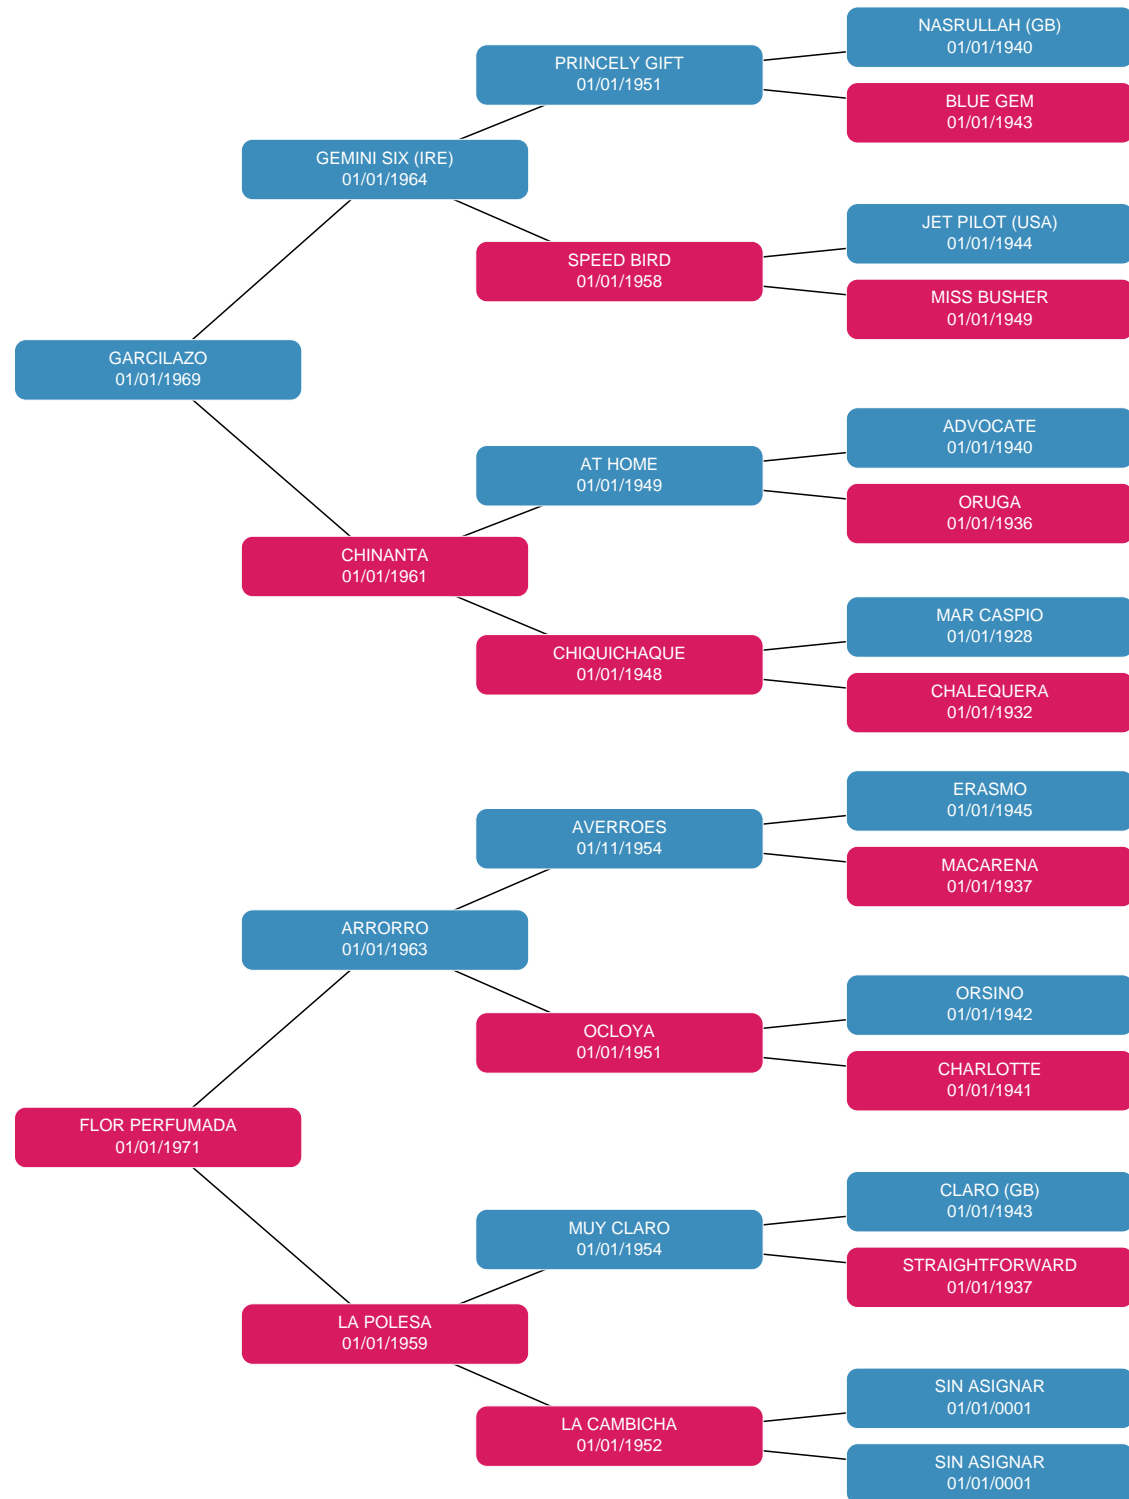 NASRULLAH (GB)
01/01/1940
PRINCELY GIFT
01/01/1951
BLUE GEM
01/01/1943
GEMINI SIX (IRE)
01/01/1964
JET PILOT (USA)
01/01/1944
SPEED BIRD
01/01/1958
MISS BUSHER
01/01/1949
GARCILAZO
01/01/1969
ADVOCATE
01/01/1940
AT HOME
01/01/1949
ORUGA
01/01/1936
CHINANTA
01/01/1961
MAR CASPIO
01/01/1928
CHIQUICHAQUE
01/01/1948
CHALEQUERA
01/01/1932
ERASMO
01/01/1945
AVERROES
01/11/1954
MACARENA
01/01/1937
ARRORRO
01/01/1963
ORSINO
01/01/1942
OCLOYA
01/01/1951
CHARLOTTE
01/01/1941
FLOR PERFUMADA
01/01/1971
CLARO (GB)
01/01/1943
MUY CLARO
01/01/1954
STRAIGHTFORWARD
01/01/1937
LA POLESA
01/01/1959
SIN ASIGNAR
01/01/0001
LA CAMBICHA
01/01/1952
SIN ASIGNAR
01/01/0001